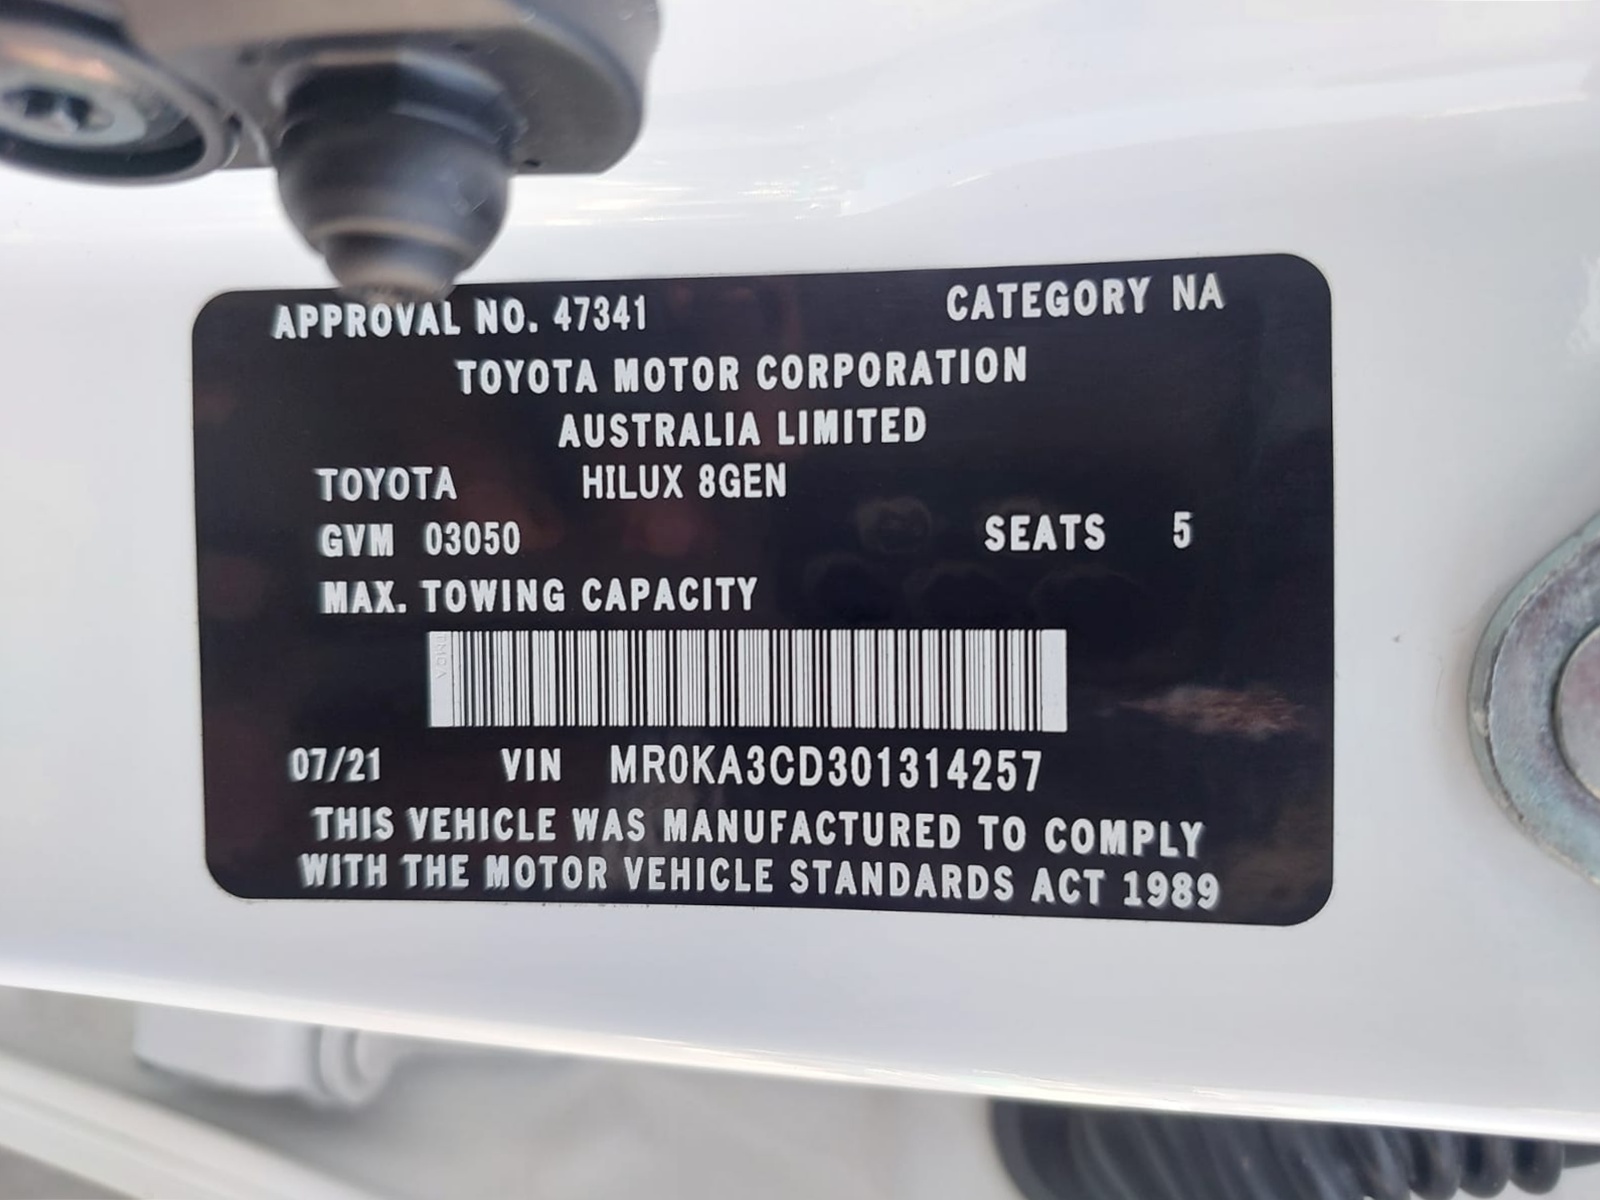 APPROVAL NO. 47341 CATEGORY NA
TOYOTA MOTOR CORPORATION
AUSTRALIA LIMITED
TOYOTA HILUX 8GEN
GVM 03050 SEATS 5
MAX. TOWING CAPACITY
07/21 VIN MR0KA3CD301314257
THIS VEHICLE WAS MANUFACTURED TO COMPLY
WITH THE MOTOR VEHICLE STANDARDS ACT 1989